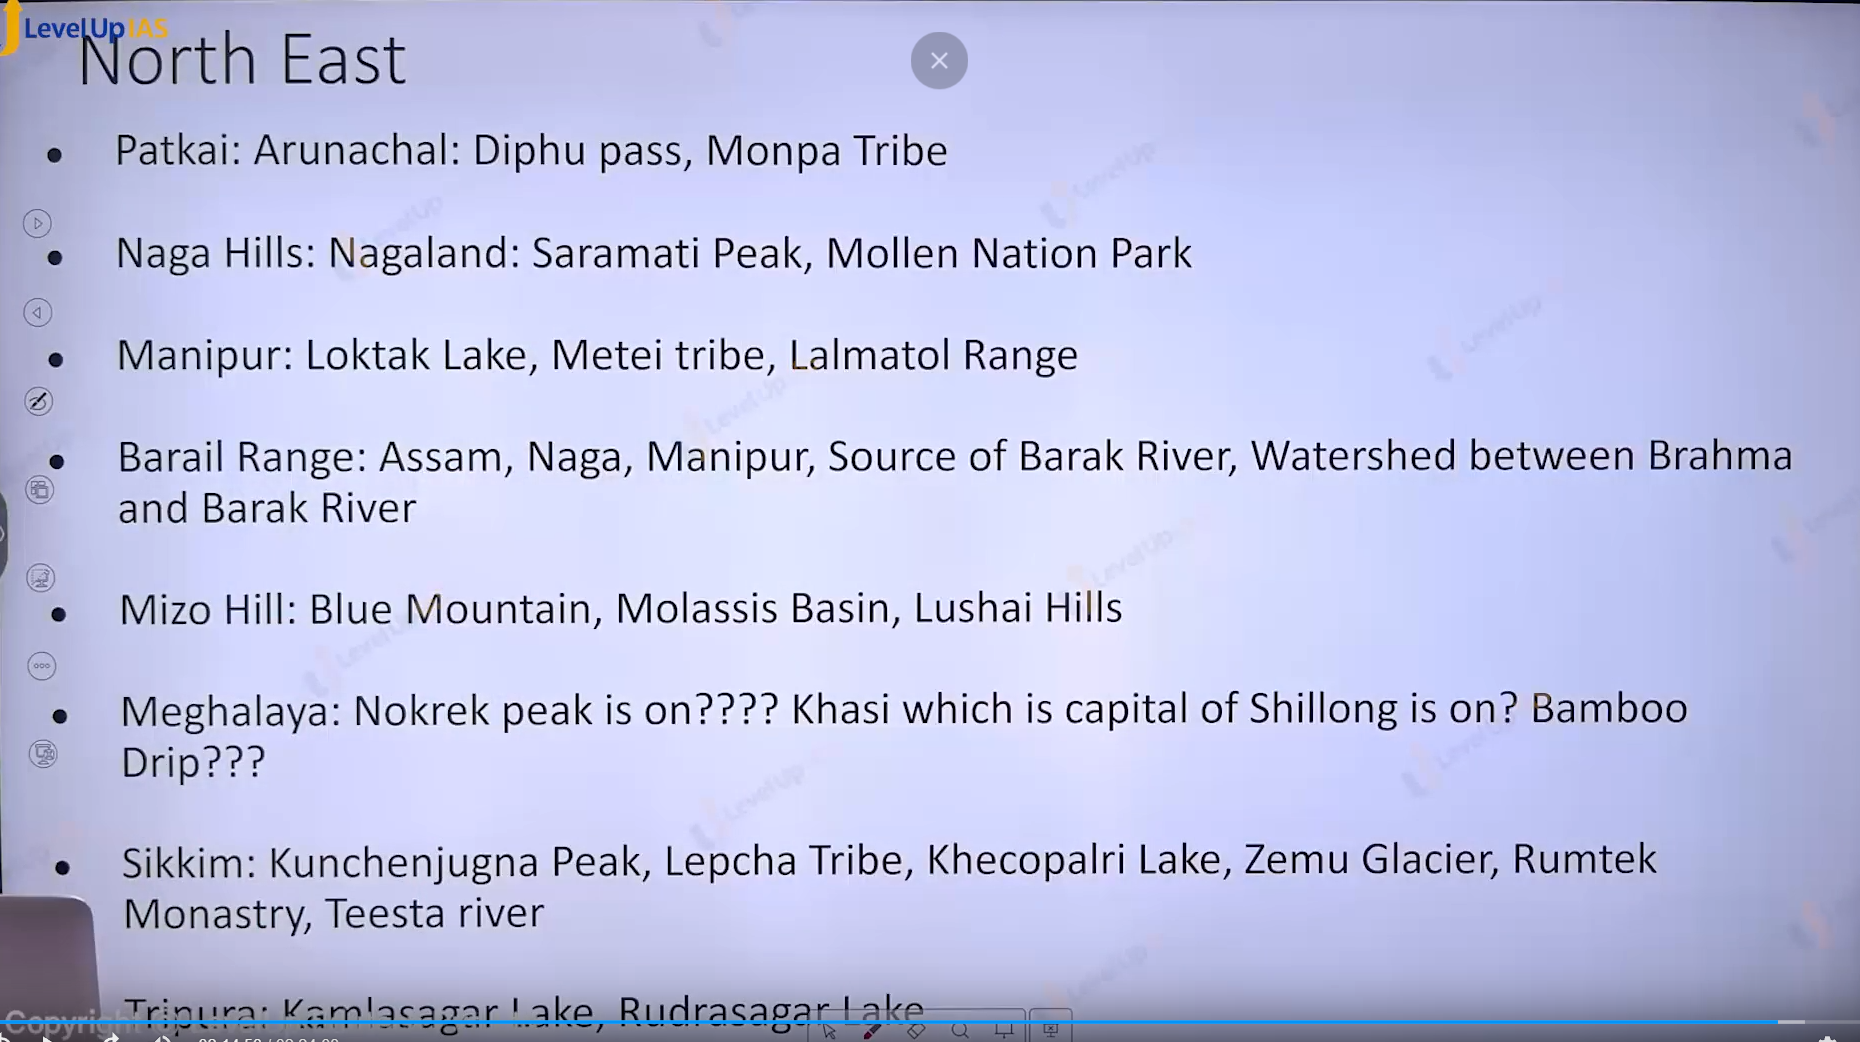 LevelUp IAS
North East
Patkai: Arunachal: Diphu pass, Monpa Tribe
Naga Hills: Nagaland: Saramati Peak, Mollen Nation Park
Manipur: Loktak Lake, Metei tribe, Lalmatol Range
Barail Range: Assam, Naga, Manipur, Source of Barak River, Watershed between Brahma
and Barak River
Mizo Hill: Blue Mountain, Molassis Basin, Lushai Hills
Meghalaya: Nokrek peak is on???? Khasi which is capital of Shillong is on? Bamboo
Drip???
Sikkim: Kunchenjugna Peak, Lepcha Tribe, Khecopalri Lake, Zemu Glacier, Rumtek
Monastry, Teesta river
Tripura: Kamlasagar Lake, Rudrasagar Lake